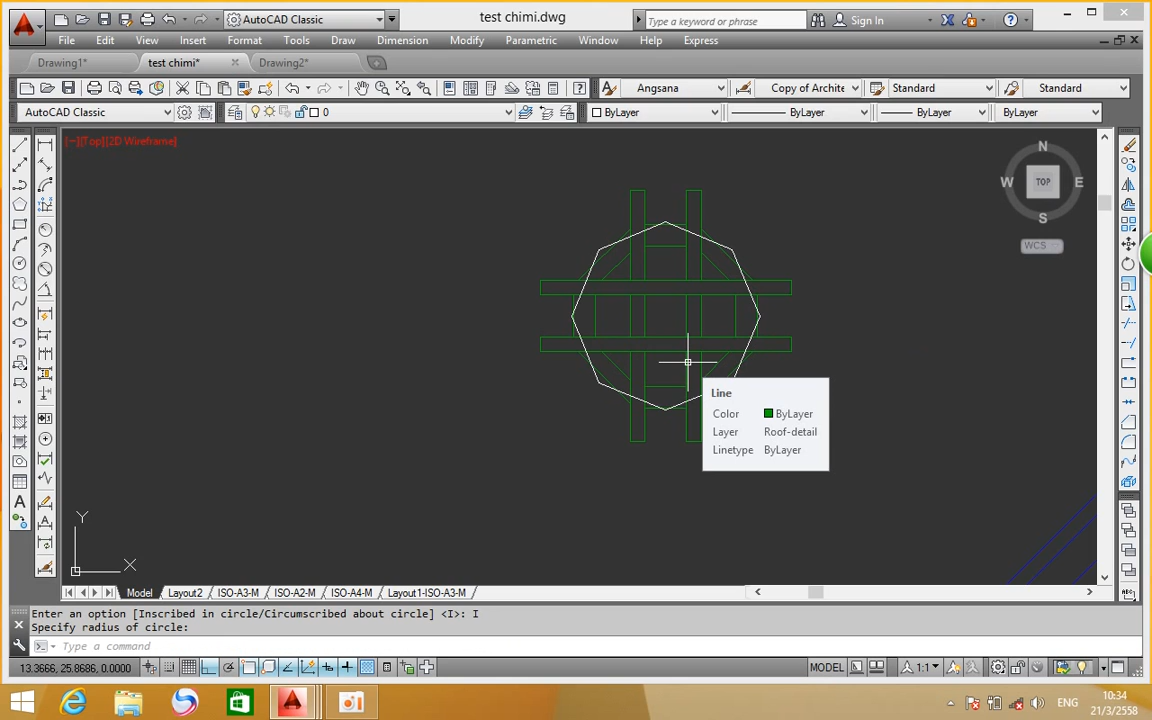 AutoCAD Classic
test chimi.dwg
Type a keyword or phrase
Sign In
File Edit View Insert Format Tools Draw Dimension Modify Parametric Window Help Express
Drawing1* test chimi* Drawing2*
Angsana Copy of Archite Standard Standard
AutoCAD Classic 0 ByLayer ByLayer ByLayer ByLayer
[−][Top][2D Wireframe]
N
W TOP E
S
WCS
Line
Color ByLayer
Layer Roof-detail
Linetype ByLayer
Y
X
Model Layout2 ISO-A3-M ISO-A2-M ISO-A4-M Layout1-ISO-A3-M
Enter an option [Inscribed in circle/Circumscribed about circle] <I>: I
Specify radius of circle:
Type a command
13.3666, 25.8686, 0.0000 MODEL 1:1
ENG 10:34
21/3/2558